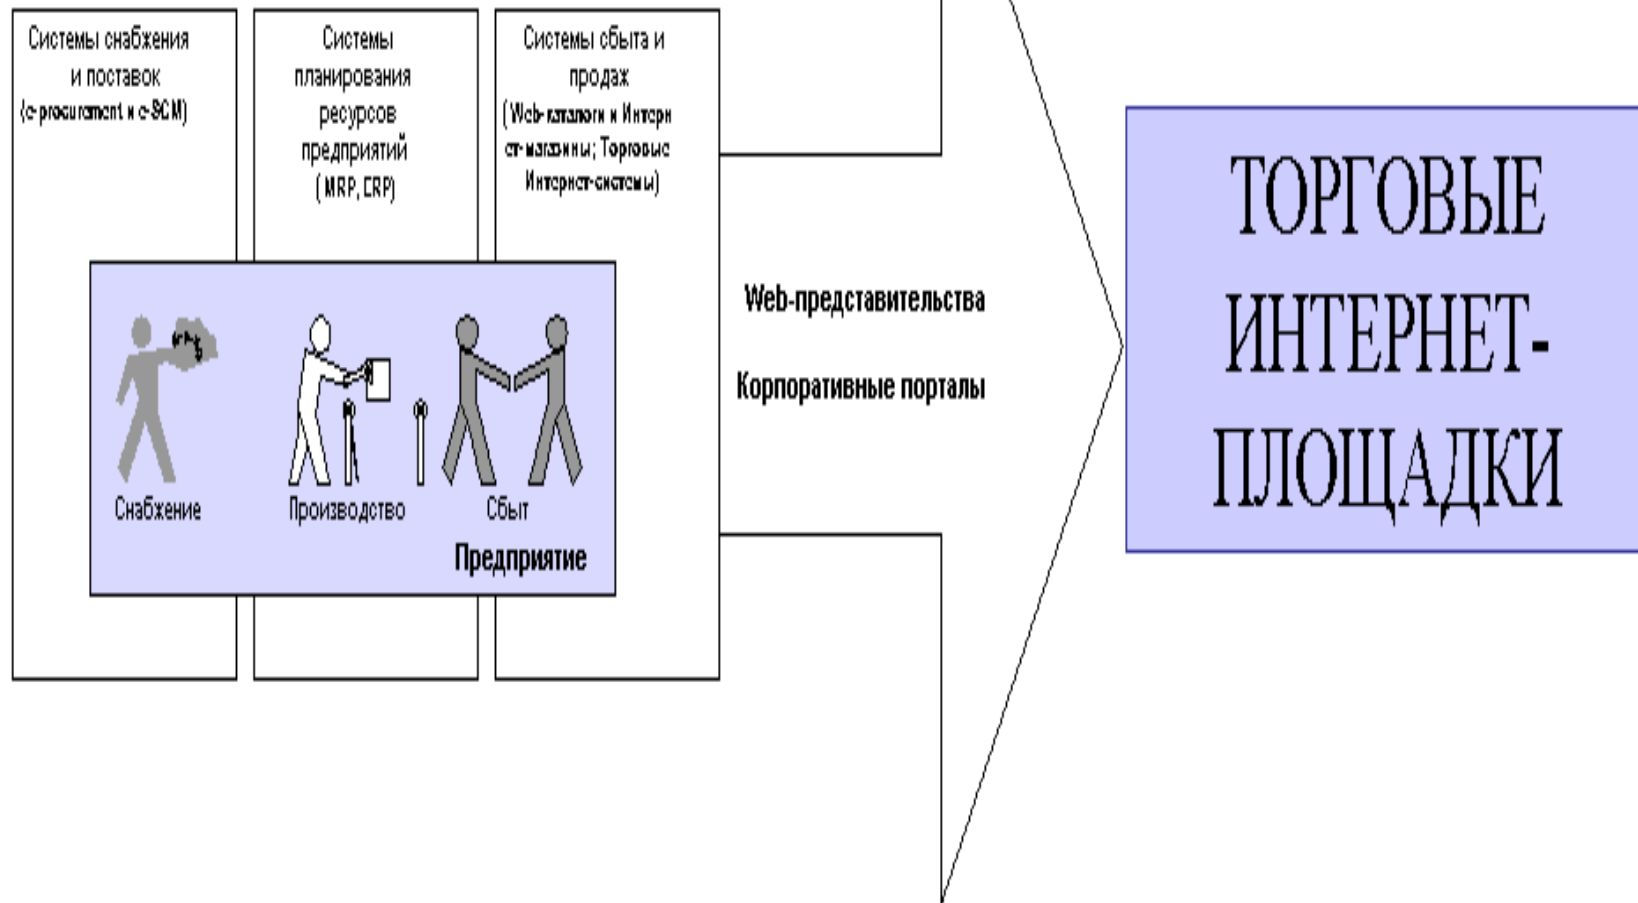 Системы снабжения
и поставок
(e-procurement и e-SCM)
Системы
планирования
ресурсов
предприятий
( MRP, ERP)
Системы сбыта и
продаж
( Web-каталоги и Интерн
ет-магазины; Торговые
Интернет-системы)
Снабжение
Производство
Сбыт
Предприятие
Web-представительства
Корпоративные порталы
ТОРГОВЫЕ
ИНТЕРНЕТ-
ПЛОЩАДКИ